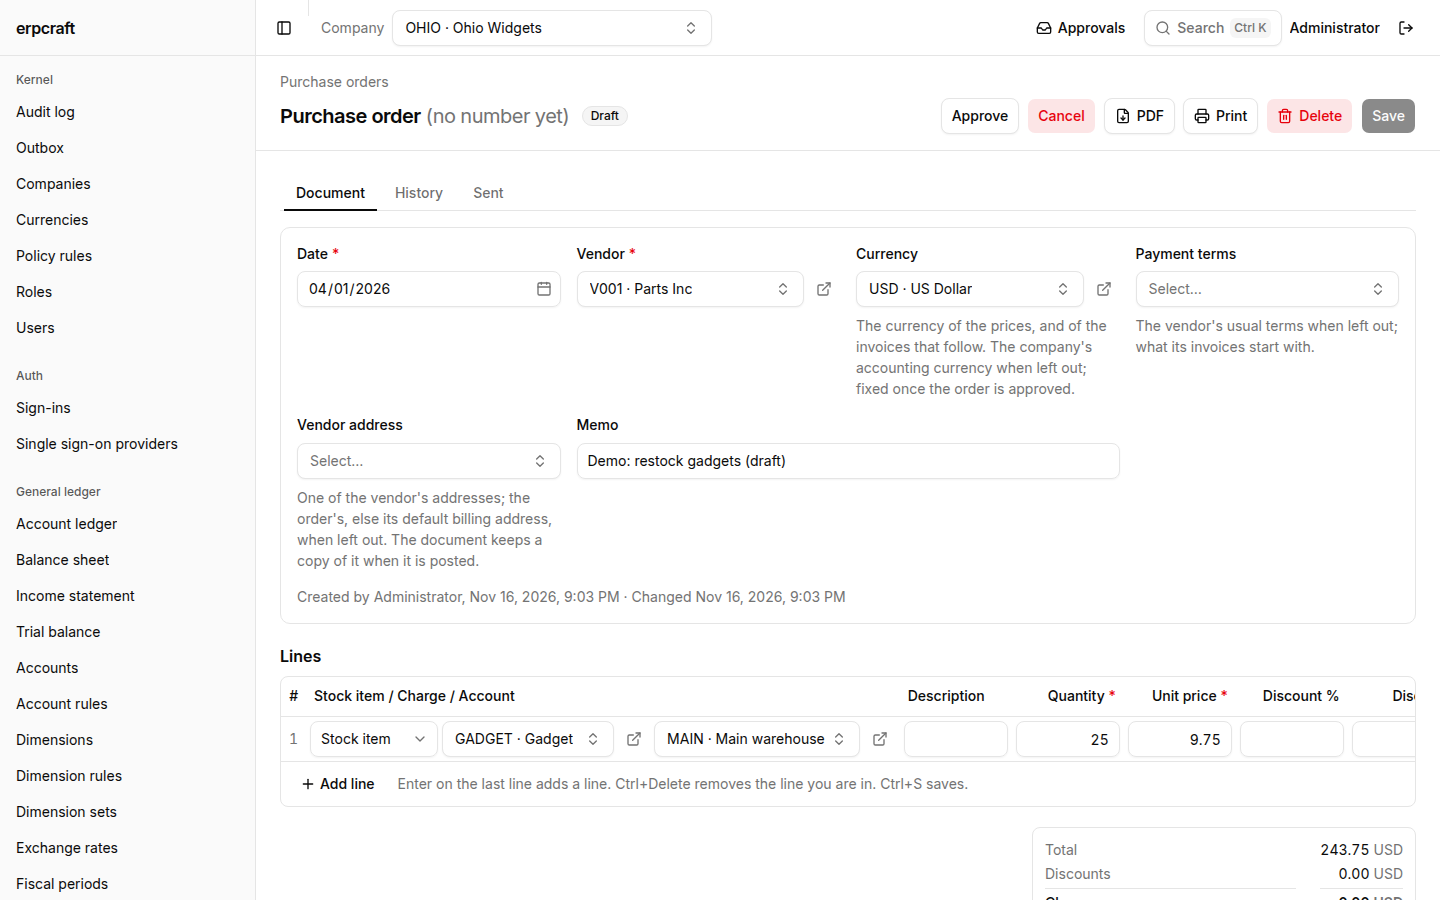 erpcraft
Company OHIO · Ohio Widgets Approvals Search Ctrl K Administrator
Kernel
Audit log
Outbox
Companies
Currencies
Policy rules
Roles
Users
Auth
Sign-ins
Single sign-on providers
General ledger
Account ledger
Balance sheet
Income statement
Trial balance
Accounts
Account rules
Dimensions
Dimension rules
Dimension sets
Exchange rates
Fiscal periods
Purchase orders
Purchase order (no number yet) Draft Approve Cancel PDF Print Delete Save
Document History Sent
Date * Vendor * Currency Payment terms
04/01/2026 V001 · Parts Inc USD · US Dollar Select...
The currency of the prices, and of the
invoices that follow. The company's
accounting currency when left out;
fixed once the order is approved.
The vendor's usual terms when left out;
what its invoices start with.
Vendor address Memo
Select... Demo: restock gadgets (draft)
One of the vendor's addresses; the
order's, else its default billing address,
when left out. The document keeps a
copy of it when it is posted.
Created by Administrator, Nov 16, 2026, 9:03 PM · Changed Nov 16, 2026, 9:03 PM
Lines
# Stock item / Charge / Account Description Quantity * Unit price * Discount %
1 Stock item GADGET · Gadget MAIN · Main warehouse 25 9.75
+ Add line Enter on the last line adds a line. Ctrl+Delete removes the line you are in. Ctrl+S saves.
Total 243.75 USD
Discounts 0.00 USD